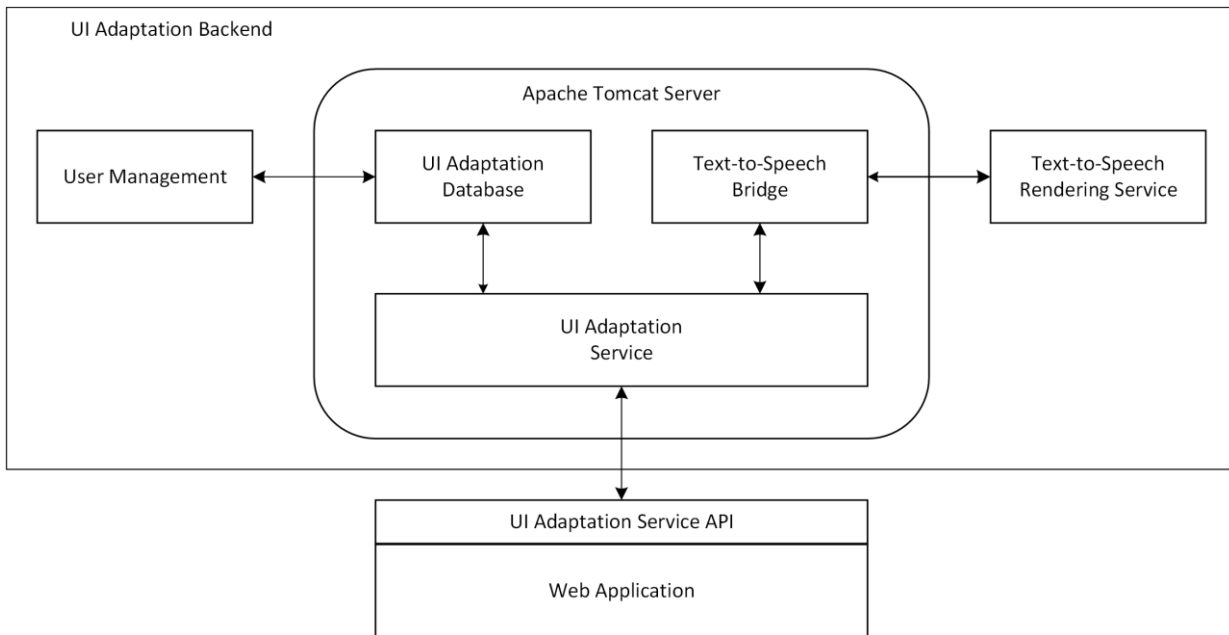 UI Adaptation Backend
Apache Tomcat Server
User Management
UI Adaptation
Database
Text-to-Speech
Bridge
Text-to-Speech
Rendering Service
UI Adaptation
Service
UI Adaptation Service API
Web Application